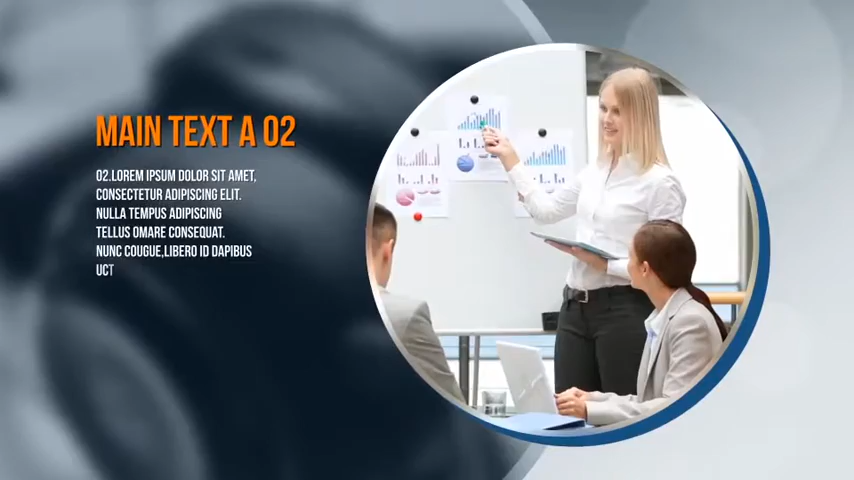 MAIN TEXT A 02
02.LOREM IPSUM DOLOR SIT AMET,
CONSECTETUR ADIPISCING ELIT.
NULLA TEMPUS ADIPISCING
TELLUS OMARE CONSEQUAT.
NUNC COUGUE,LIBERO ID DAPIBUS
UCT